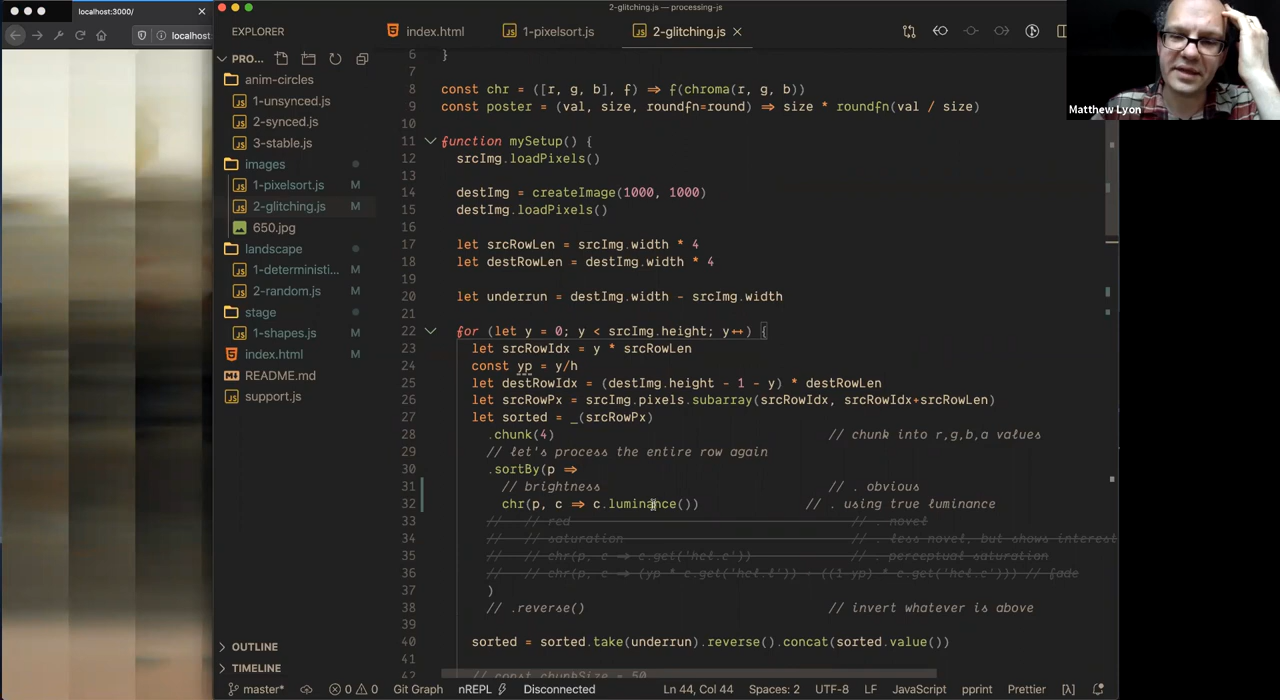 localhost:3000/
localhost
2-glitching.js — processing-js
EXPLORER
PRO...
anim-circles
1-unsynced.js
2-synced.js
3-stable.js
images
1-pixelsort.js M
2-glitching.js M
650.jpg
landscape
1-deterministi... M
2-random.js M
stage
1-shapes.js M
index.html M
README.md
support.js
OUTLINE
TIMELINE
index.html
1-pixelsort.js
2-glitching.js
6 }
7
8 const chr = ([r, g, b], f) => f(chroma(r, g, b))
9 const poster = (val, size, roundfn=round) => size * roundfn(val / size)
10
11 function mySetup() {
12 srcImg.loadPixels()
13
14 destImg = createImage(1000, 1000)
15 destImg.loadPixels()
16
17 let srcRowLen = srcImg.width * 4
18 let destRowLen = destImg.width * 4
19
20 let underrun = destImg.width - srcImg.width
21
22 for (let y = 0; y < srcImg.height; y++) {
23 let srcRowIdx = y * srcRowLen
24 const yp = y/h
25 let destRowIdx = (destImg.height - 1 - y) * destRowLen
26 let srcRowPx = srcImg.pixels.subarray(srcRowIdx, srcRowIdx+srcRowLen)
27 let sorted = _(srcRowPx)
28 .chunk(4) // chunk into r,g,b,a values
29 // let's process the entire row again
30 .sortBy(p =>
31 // brightness // . obvious
32 chr(p, c => c.luminance()) // . using true luminance
33 // // red // . novel
34 // // saturation // . less novel, but shows interest
35 // // chr(p, c => c.get('hcl.c')) // . perceptual saturation
36 // // chr(p, c => (yp * c.get('hcl.l')) + ((1-yp) * c.get('hcl.c'))) // fade
37 )
38 // .reverse() // invert whatever is above
39
40 sorted = sorted.take(underrun).reverse().concat(sorted.value())
41
42 // const chunkSize = 50
Matthew Lyon
master* 0 0 Git Graph nREPL Disconnected Ln 44, Col 44 Spaces: 2 UTF-8 LF JavaScript pprint Prettier [λ]